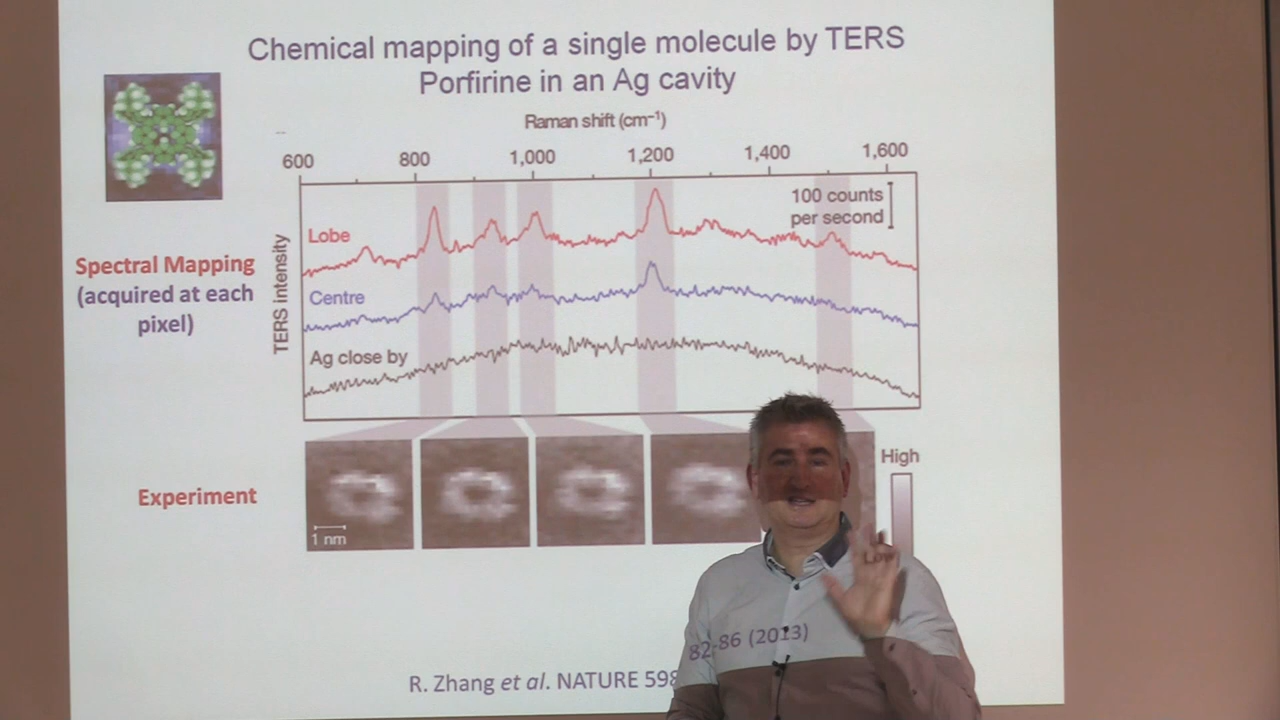 Chemical mapping of a single molecule by TERS
Porfirine in an Ag cavity
Raman shift (cm⁻¹)
600 800 1,000 1,200 1,400 1,600
100 counts
per second
Lobe
Centre
Ag close by
TERS intensity
Spectral Mapping
(acquired at each
pixel)
Experiment
1 nm
High
R. Zhang et al. NATURE 598 82-86 (2013)